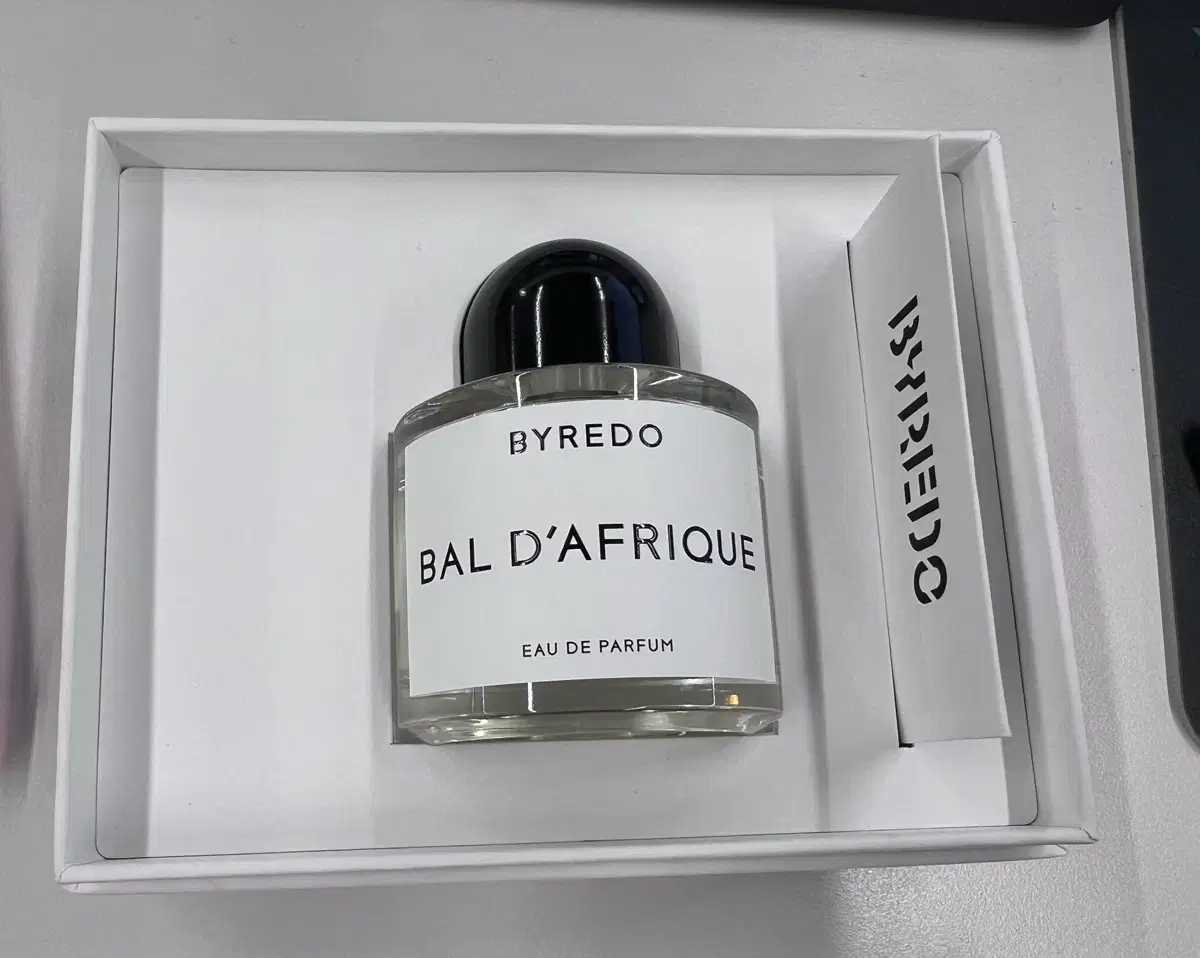 BYREDO
BAL D'AFRIQUE
EAU DE PARFUM
BYREDO